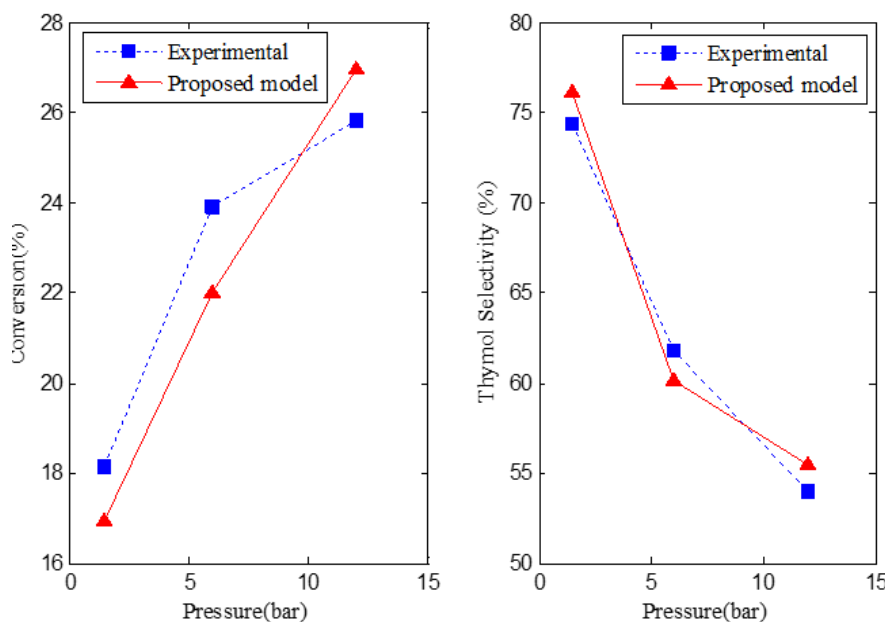 28
26
24
22
20
18
16
Conversion(%)
Experimental
Proposed model
0
5
10
15
Pressure(bar)
80
75
70
65
60
55
50
Thymol Selectivity (%)
Experimental
Proposed model
0
5
10
15
Pressure(bar)